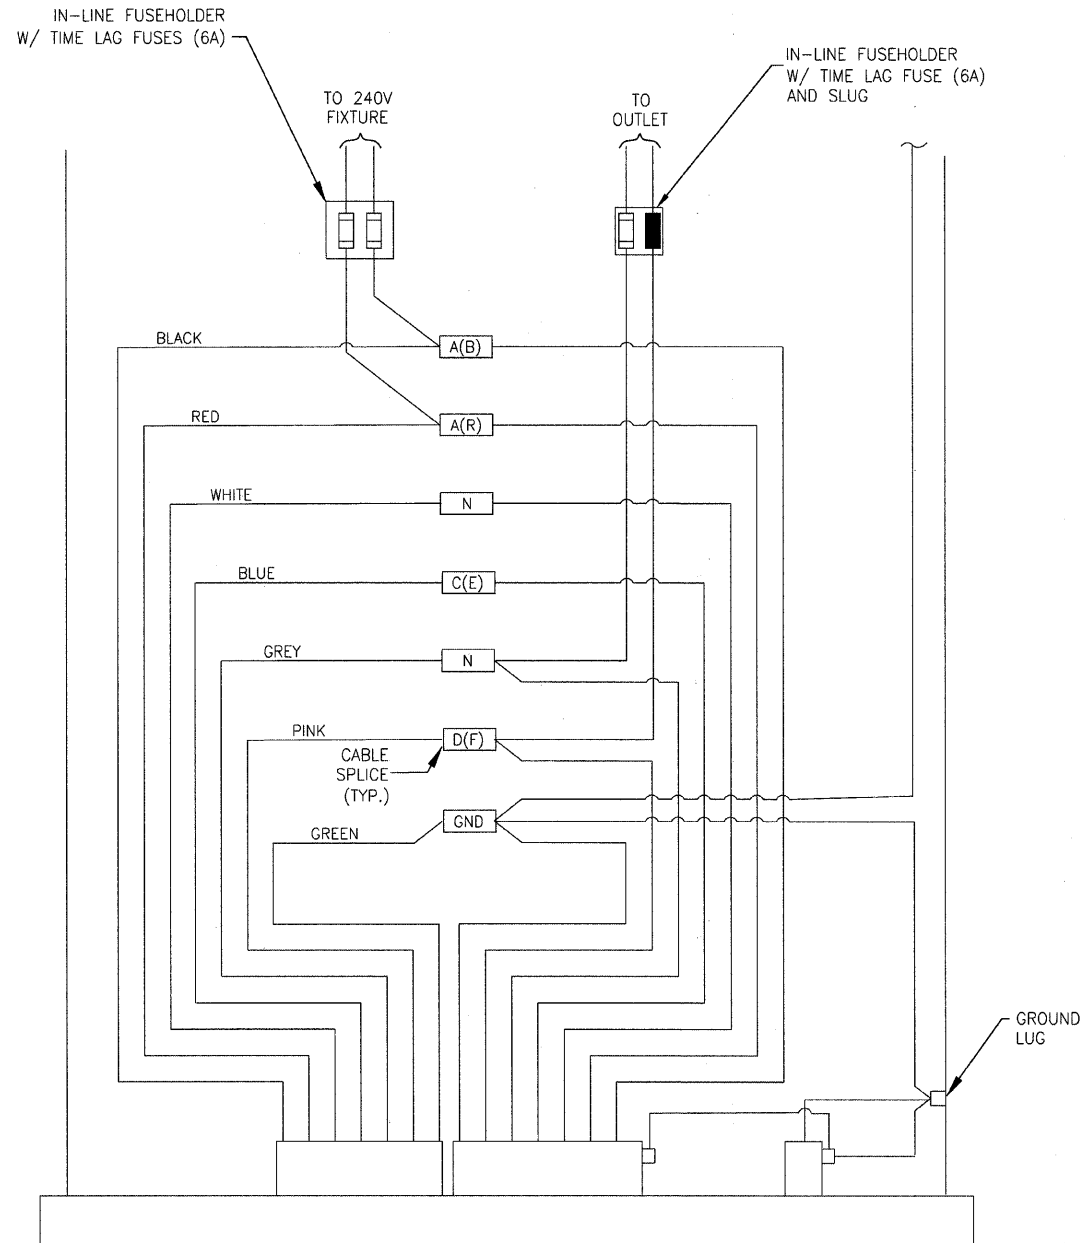 IN-LINE FUSEHOLDER
W/ TIME LAG FUSES (6A)
IN-LINE FUSEHOLDER
W/ TIME LAG FUSE (6A)
AND SLUG
TO 240V
FIXTURE
TO
OUTLET
BLACK
A(B)
RED
A(R)
WHITE
N
BLUE
C(E)
GREY
N
PINK
D(F)
CABLE
SPLICE
(TYP.)
GND
GREEN
GROUND
LUG